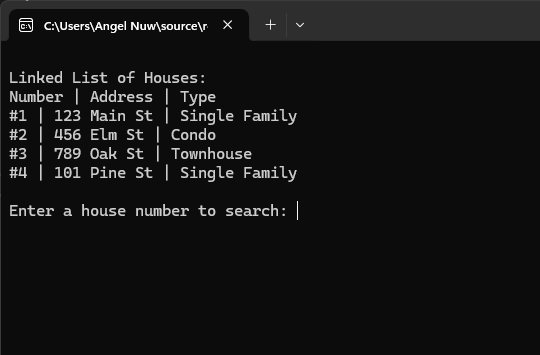 C:\Users\Angel Nuw\source\r
Linked List of Houses:
Number | Address | Type
#1 | 123 Main St | Single Family
#2 | 456 Elm St | Condo
#3 | 789 Oak St | Townhouse
#4 | 101 Pine St | Single Family
Enter a house number to search: